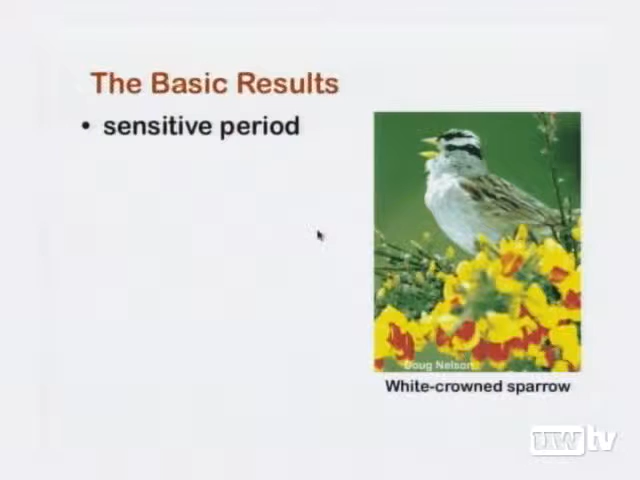 The Basic Results
• sensitive period
Doug Nelson
White-crowned sparrow
UWtv